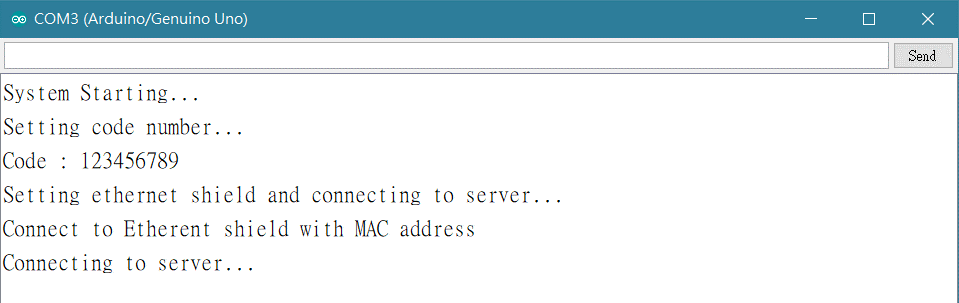 COM3 (Arduino/Genuino Uno)
Send
System Starting...
Setting code number...
Code : 123456789
Setting ethernet shield and connecting to server...
Connect to Etherent shield with MAC address
Connecting to server...